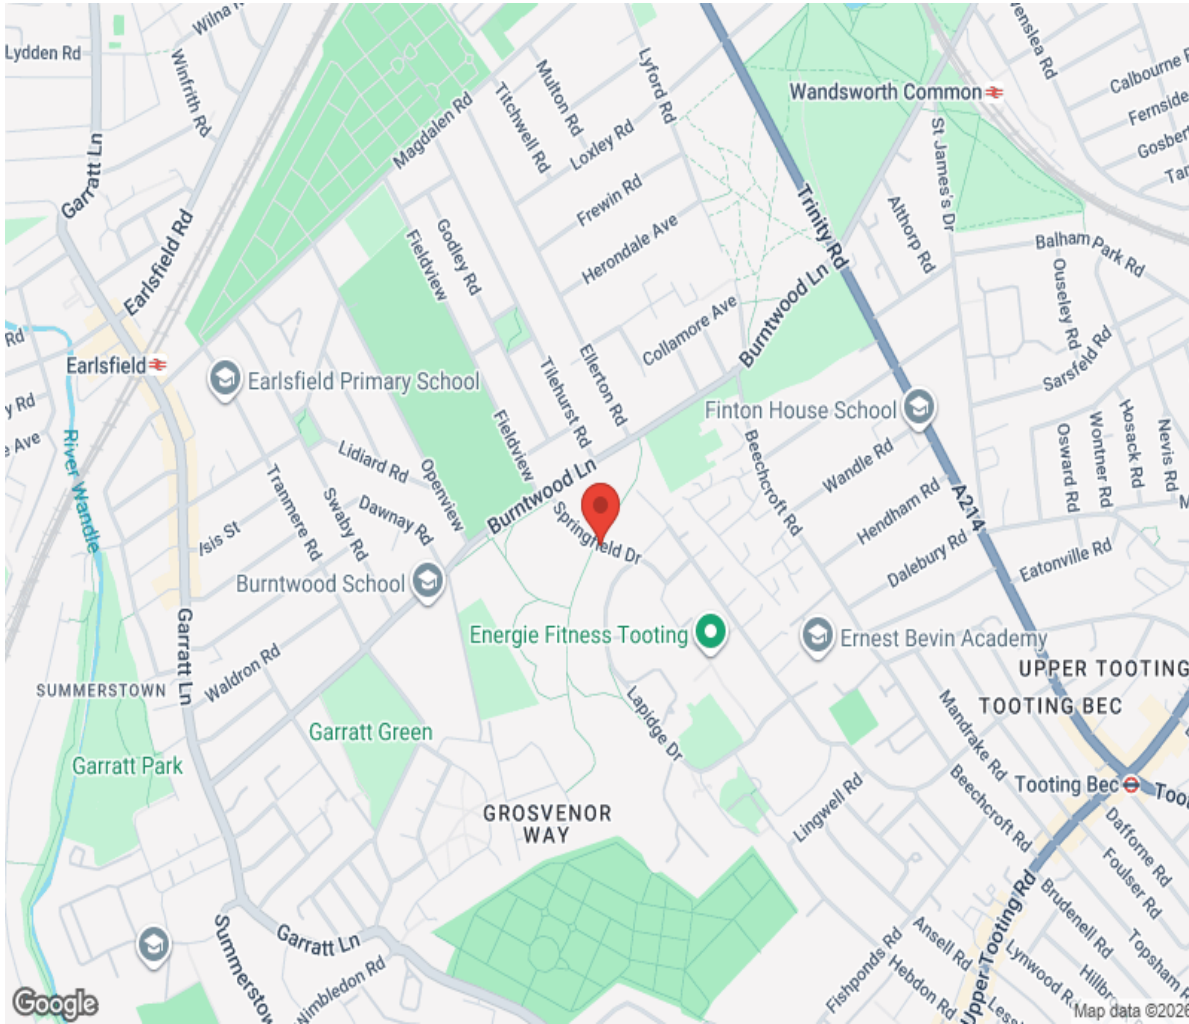 Lydden Rd
Wilna
Winfrith Rd
Garratt Ln
Earlsfield Rd
Magdalen Rd
Titchwell Rd
Multon Rd
Loxley Rd
Lyford Rd
Frewin Rd
Herondale Ave
Trinity Rd
Wandsworth Common
St James's Dr
Althorp Rd
Calbourne
Fernside
Balham Park Rd
Ouseley Rd
Sarsfeld Rd
Hosack Rd
Wontner Rd
Osward Rd
Nevis Rd
Fieldview
Godley Rd
Collamore Ave
Burntwood Ln
Ellerton Rd
Tilehurst Rd
Earlsfield
Rd
Rd
Ave
River Wandle
Earlsfield Primary School
Finton House School
Lidiard Rd
Openview
Fieldview
Tranmere Rd
Swaby Rd
Dawnay Rd
Isis St
Burntwood Ln
Springfield Dr
Beechcroft Rd
Wandle Rd
Hendham Rd
Dalebury Rd
A214
Eatonville Rd
Burntwood School
Energie Fitness Tooting
Ernest Bevin Academy
UPPER TOOTING
TOOTING BEC
Garratt Ln
Waldron Rd
SUMMERSTOWN
Garratt Green
Garratt Park
Lapidge Dr
Mandrake Rd
Beechcroft Rd
Tooting Bec
Lingwell Rd
GROSVENOR
WAY
Dafforne Rd
Foulser Rd
Brudenell Rd
Topsham
Upper Tooting Rd
Garratt Ln
Wimbledon Rd
Fishponds Rd
Ansell Rd
Hebdon Rd
Lynwood
Google
Map data ©2026